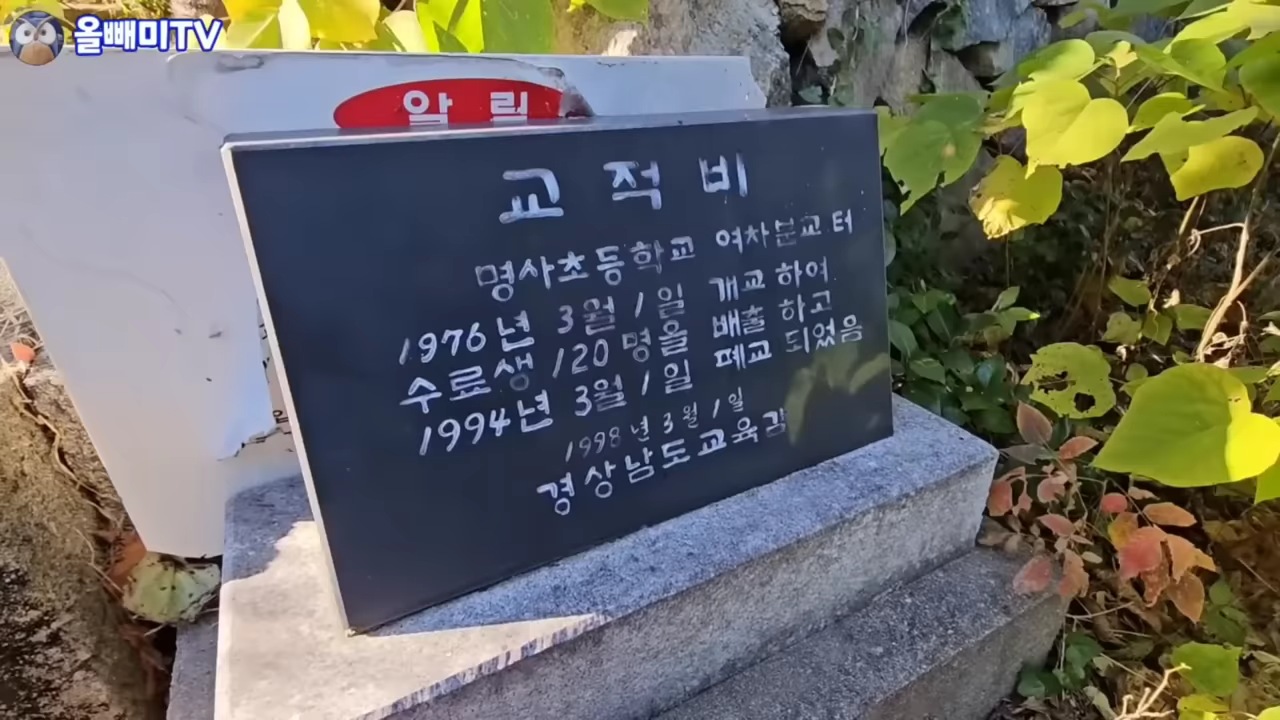 올빼미TV
알 림
교 적 비
명사초등학교 여차분교 터
1976년 3월 1일 개교 하여
수료생 120 명을 배출 하고
1994년 3월 1일 폐교 되었음
1998년 3월 1일
경상남도교육감